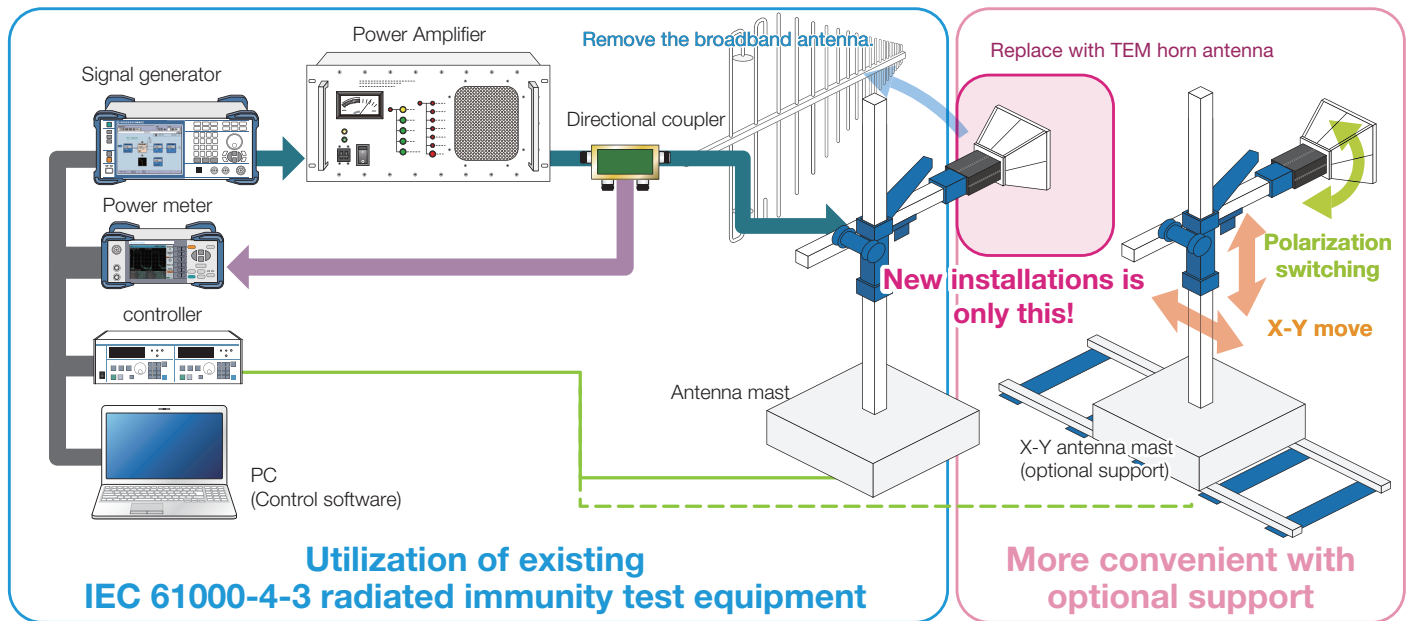 Power Amplifier
Remove the broadband antenna.
Replace with TEM horn antenna
Signal generator
Directional coupler
Power meter
Polarization
switching
New installations is
only this!
controller
X-Y move
Antenna mast
X-Y antenna mast
(optional support)
PC
(Control software)
Utilization of existing
IEC 61000-4-3 radiated immunity test equipment
More convenient with
optional support